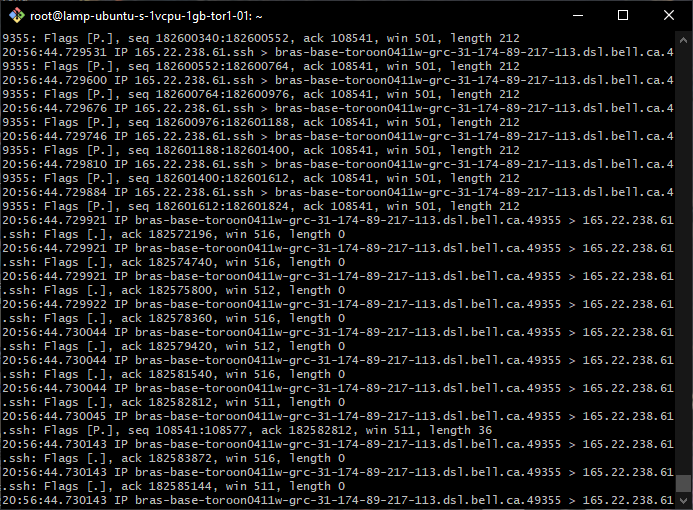 root@lamp-ubuntu-s-1vcpu-1gb-tor1-01: ~
9355: Flags [P.], seq 182600340:182600552, ack 108541, win 501, length 212
20:56:44.729531 IP 165.22.238.61.ssh > bras-base-toroon0411w-grc-31-174-89-217-113.dsl.bell.ca.4
9355: Flags [P.], seq 182600552:182600764, ack 108541, win 501, length 212
20:56:44.729600 IP 165.22.238.61.ssh > bras-base-toroon0411w-grc-31-174-89-217-113.dsl.bell.ca.4
9355: Flags [P.], seq 182600764:182600976, ack 108541, win 501, length 212
20:56:44.729676 IP 165.22.238.61.ssh > bras-base-toroon0411w-grc-31-174-89-217-113.dsl.bell.ca.4
9355: Flags [P.], seq 182600976:182601188, ack 108541, win 501, length 212
20:56:44.729746 IP 165.22.238.61.ssh > bras-base-toroon0411w-grc-31-174-89-217-113.dsl.bell.ca.4
9355: Flags [P.], seq 182601188:182601400, ack 108541, win 501, length 212
20:56:44.729810 IP 165.22.238.61.ssh > bras-base-toroon0411w-grc-31-174-89-217-113.dsl.bell.ca.4
9355: Flags [P.], seq 182601400:182601612, ack 108541, win 501, length 212
20:56:44.729884 IP 165.22.238.61.ssh > bras-base-toroon0411w-grc-31-174-89-217-113.dsl.bell.ca.4
9355: Flags [P.], seq 182601612:182601824, ack 108541, win 501, length 212
20:56:44.729921 IP bras-base-toroon0411w-grc-31-174-89-217-113.dsl.bell.ca.49355 > 165.22.238.61
.ssh: Flags [.], ack 182572196, win 516, length 0
20:56:44.729921 IP bras-base-toroon0411w-grc-31-174-89-217-113.dsl.bell.ca.49355 > 165.22.238.61
.ssh: Flags [.], ack 182574740, win 516, length 0
20:56:44.729921 IP bras-base-toroon0411w-grc-31-174-89-217-113.dsl.bell.ca.49355 > 165.22.238.61
.ssh: Flags [.], ack 182575800, win 512, length 0
20:56:44.729922 IP bras-base-toroon0411w-grc-31-174-89-217-113.dsl.bell.ca.49355 > 165.22.238.61
.ssh: Flags [.], ack 182578360, win 516, length 0
20:56:44.730044 IP bras-base-toroon0411w-grc-31-174-89-217-113.dsl.bell.ca.49355 > 165.22.238.61
.ssh: Flags [.], ack 182579420, win 512, length 0
20:56:44.730044 IP bras-base-toroon0411w-grc-31-174-89-217-113.dsl.bell.ca.49355 > 165.22.238.61
.ssh: Flags [.], ack 182581540, win 516, length 0
20:56:44.730044 IP bras-base-toroon0411w-grc-31-174-89-217-113.dsl.bell.ca.49355 > 165.22.238.61
.ssh: Flags [.], ack 182582812, win 511, length 0
20:56:44.730045 IP bras-base-toroon0411w-grc-31-174-89-217-113.dsl.bell.ca.49355 > 165.22.238.61
.ssh: Flags [P.], seq 108541:108577, ack 182582812, win 511, length 36
20:56:44.730143 IP bras-base-toroon0411w-grc-31-174-89-217-113.dsl.bell.ca.49355 > 165.22.238.61
.ssh: Flags [.], ack 182583872, win 516, length 0
20:56:44.730143 IP bras-base-toroon0411w-grc-31-174-89-217-113.dsl.bell.ca.49355 > 165.22.238.61
.ssh: Flags [.], ack 182585144, win 511, length 0
20:56:44.730143 IP bras-base-toroon0411w-grc-31-174-89-217-113.dsl.bell.ca.49355 > 165.22.238.61